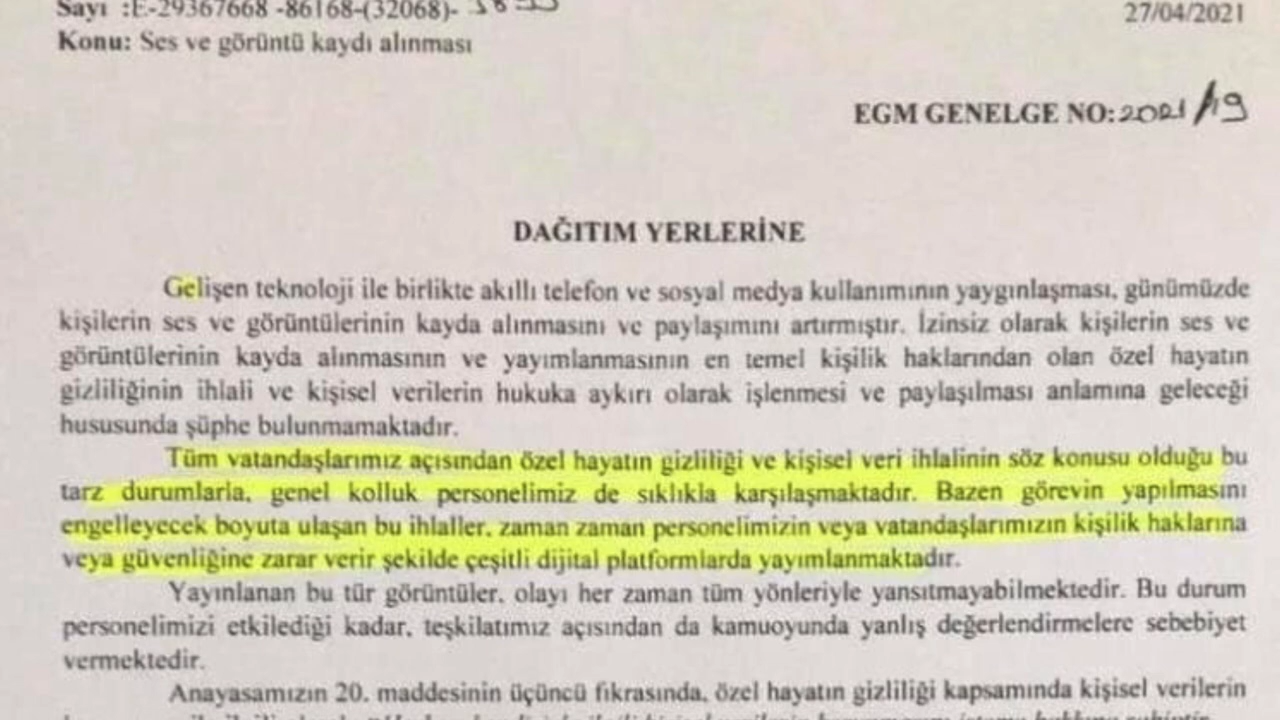 Sayı :E-29367668 -86168-(32068)-
27/04/2021
Konu: Ses ve görüntü kaydı alınması
EGM GENELGE NO:2021/19
DAĞITIM YERLERİNE
Gelişen teknoloji ile birlikte akıllı telefon ve sosyal medya kullanımının yaygınlaşması, günümüzde
kişilerin ses ve görüntülerinin kayda alınmasını ve paylaşımını artırmıştır. İzinsiz olarak kişilerin ses ve
görüntülerinin kayda alınmasının ve yayımlanmasının en temel kişilik haklarından olan özel hayatın
gizliliğinin ihlali ve kişisel verilerin hukuka aykırı olarak işlenmesi ve paylaşılması anlamına geleceği
hususunda şüphe bulunmamaktadır.
Tüm vatandaşlarımız açısından özel hayatın gizliliği ve kişisel veri ihlalinin söz konusu olduğu bu
tarz durumlarla, genel kolluk personelimiz de sıklıkla karşılaşmaktadır. Bazen görevin yapılmasını
engelleyecek boyuta ulaşan bu ihlaller, zaman zaman personelimizin veya vatandaşlarımızın kişilik haklarına
veya güvenliğine zarar verir şekilde çeşitli dijital platformlarda yayımlanmaktadır.
Yayınlanan bu tür görüntüler, olayı her zaman tüm yönleriyle yansıtmayabilmektedir. Bu durum
personelimizi etkilediği kadar, teşkilatımız açısından da kamuoyunda yanlış değerlendirmelere sebebiyet
vermektedir.
Anayasamızın 20. maddesinin üçüncü fıkrasında, özel hayatın gizliliği kapsamında kişisel verilerin